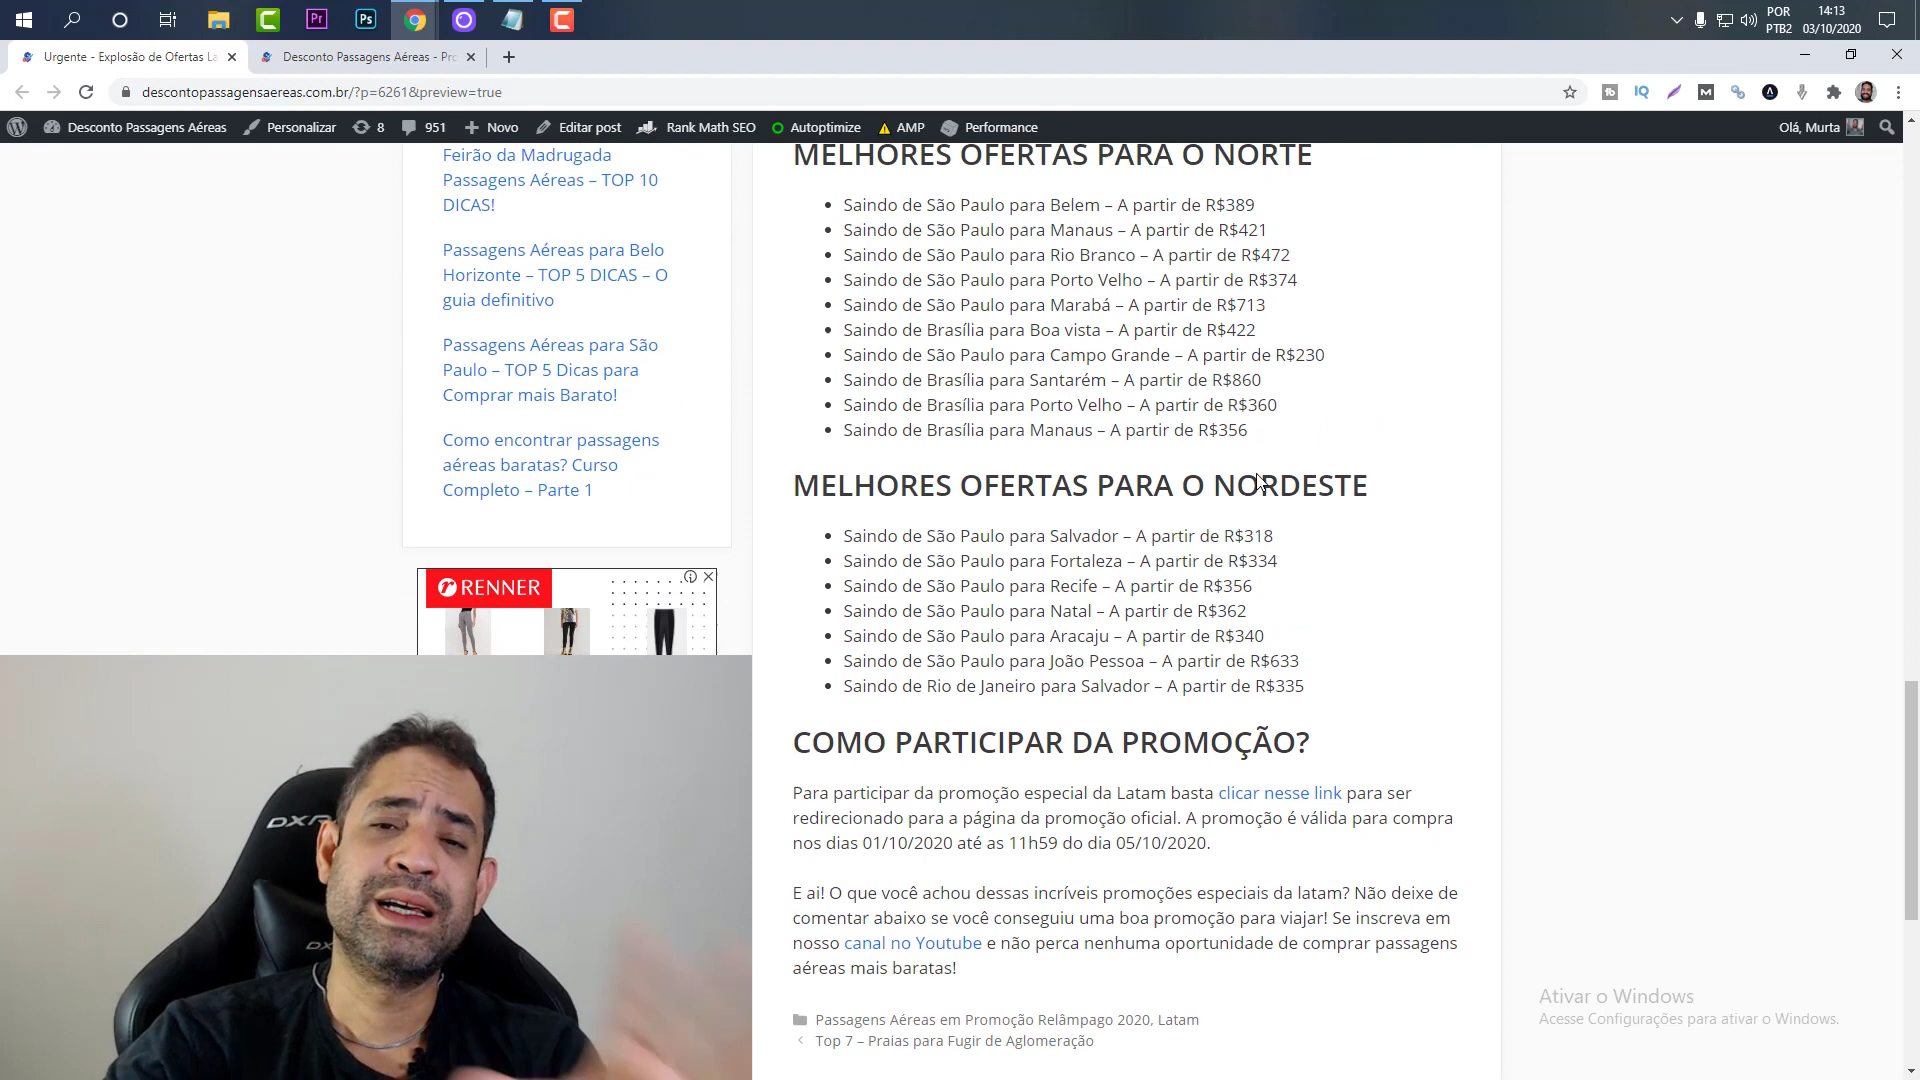 POR
PTB2
14:13
03/10/2020
Urgente - Explosão de Ofertas La
Desconto Passagens Aéreas - Pro
descontopassagensaereas.com.br/?p=6261&preview=true
Desconto Passagens Aéreas
Personalizar
8
951
Novo
Editar post
Rank Math SEO
Autoptimize
AMP
Performance
Olá, Murta
Feirão da Madrugada
Passagens Aéreas – TOP 10
DICAS!
Passagens Aéreas para Belo
Horizonte – TOP 5 DICAS – O
guia definitivo
Passagens Aéreas para São
Paulo – TOP 5 Dicas para
Comprar mais Barato!
Como encontrar passagens
aéreas baratas? Curso
Completo – Parte 1
RENNER
MELHORES OFERTAS PARA O NORTE
Saindo de São Paulo para Belem – A partir de R$389
Saindo de São Paulo para Manaus – A partir de R$421
Saindo de São Paulo para Rio Branco – A partir de R$472
Saindo de São Paulo para Porto Velho – A partir de R$374
Saindo de São Paulo para Marabá – A partir de R$713
Saindo de Brasília para Boa vista – A partir de R$422
Saindo de São Paulo para Campo Grande – A partir de R$230
Saindo de Brasília para Santarém – A partir de R$860
Saindo de Brasília para Porto Velho – A partir de R$360
Saindo de Brasília para Manaus – A partir de R$356
MELHORES OFERTAS PARA O NORDESTE
Saindo de São Paulo para Salvador – A partir de R$318
Saindo de São Paulo para Fortaleza – A partir de R$334
Saindo de São Paulo para Recife – A partir de R$356
Saindo de São Paulo para Natal – A partir de R$362
Saindo de São Paulo para Aracaju – A partir de R$340
Saindo de São Paulo para João Pessoa – A partir de R$633
Saindo de Rio de Janeiro para Salvador – A partir de R$335
COMO PARTICIPAR DA PROMOÇÃO?
Para participar da promoção especial da Latam basta clicar nesse link para ser
redirecionado para a página da promoção oficial. A promoção é válida para compra
nos dias 01/10/2020 até as 11h59 do dia 05/10/2020.
E ai! O que você achou dessas incríveis promoções especiais da latam? Não deixe de
comentar abaixo se você conseguiu uma boa promoção para viajar! Se inscreva em
nosso canal no Youtube e não perca nenhuma oportunidade de comprar passagens
aéreas mais baratas!
Passagens Aéreas em Promoção Relâmpago 2020, Latam
Top 7 – Praias para Fugir de Aglomeração
Ativar o Windows
Acesse Configurações para ativar o Windows.